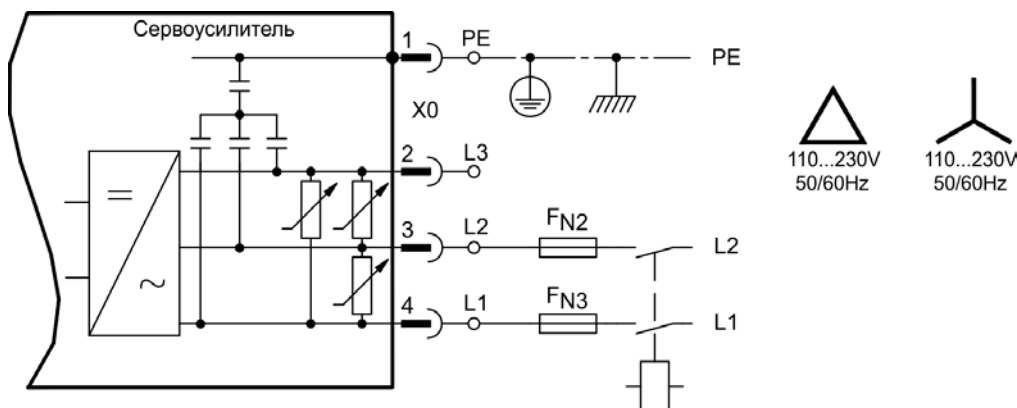 Сервоусилитель
1
PE
PE
X0
2
L3
110...230V
50/60Hz
110...230V
50/60Hz
3
L2
FN2
L2
4
L1
FN3
L1